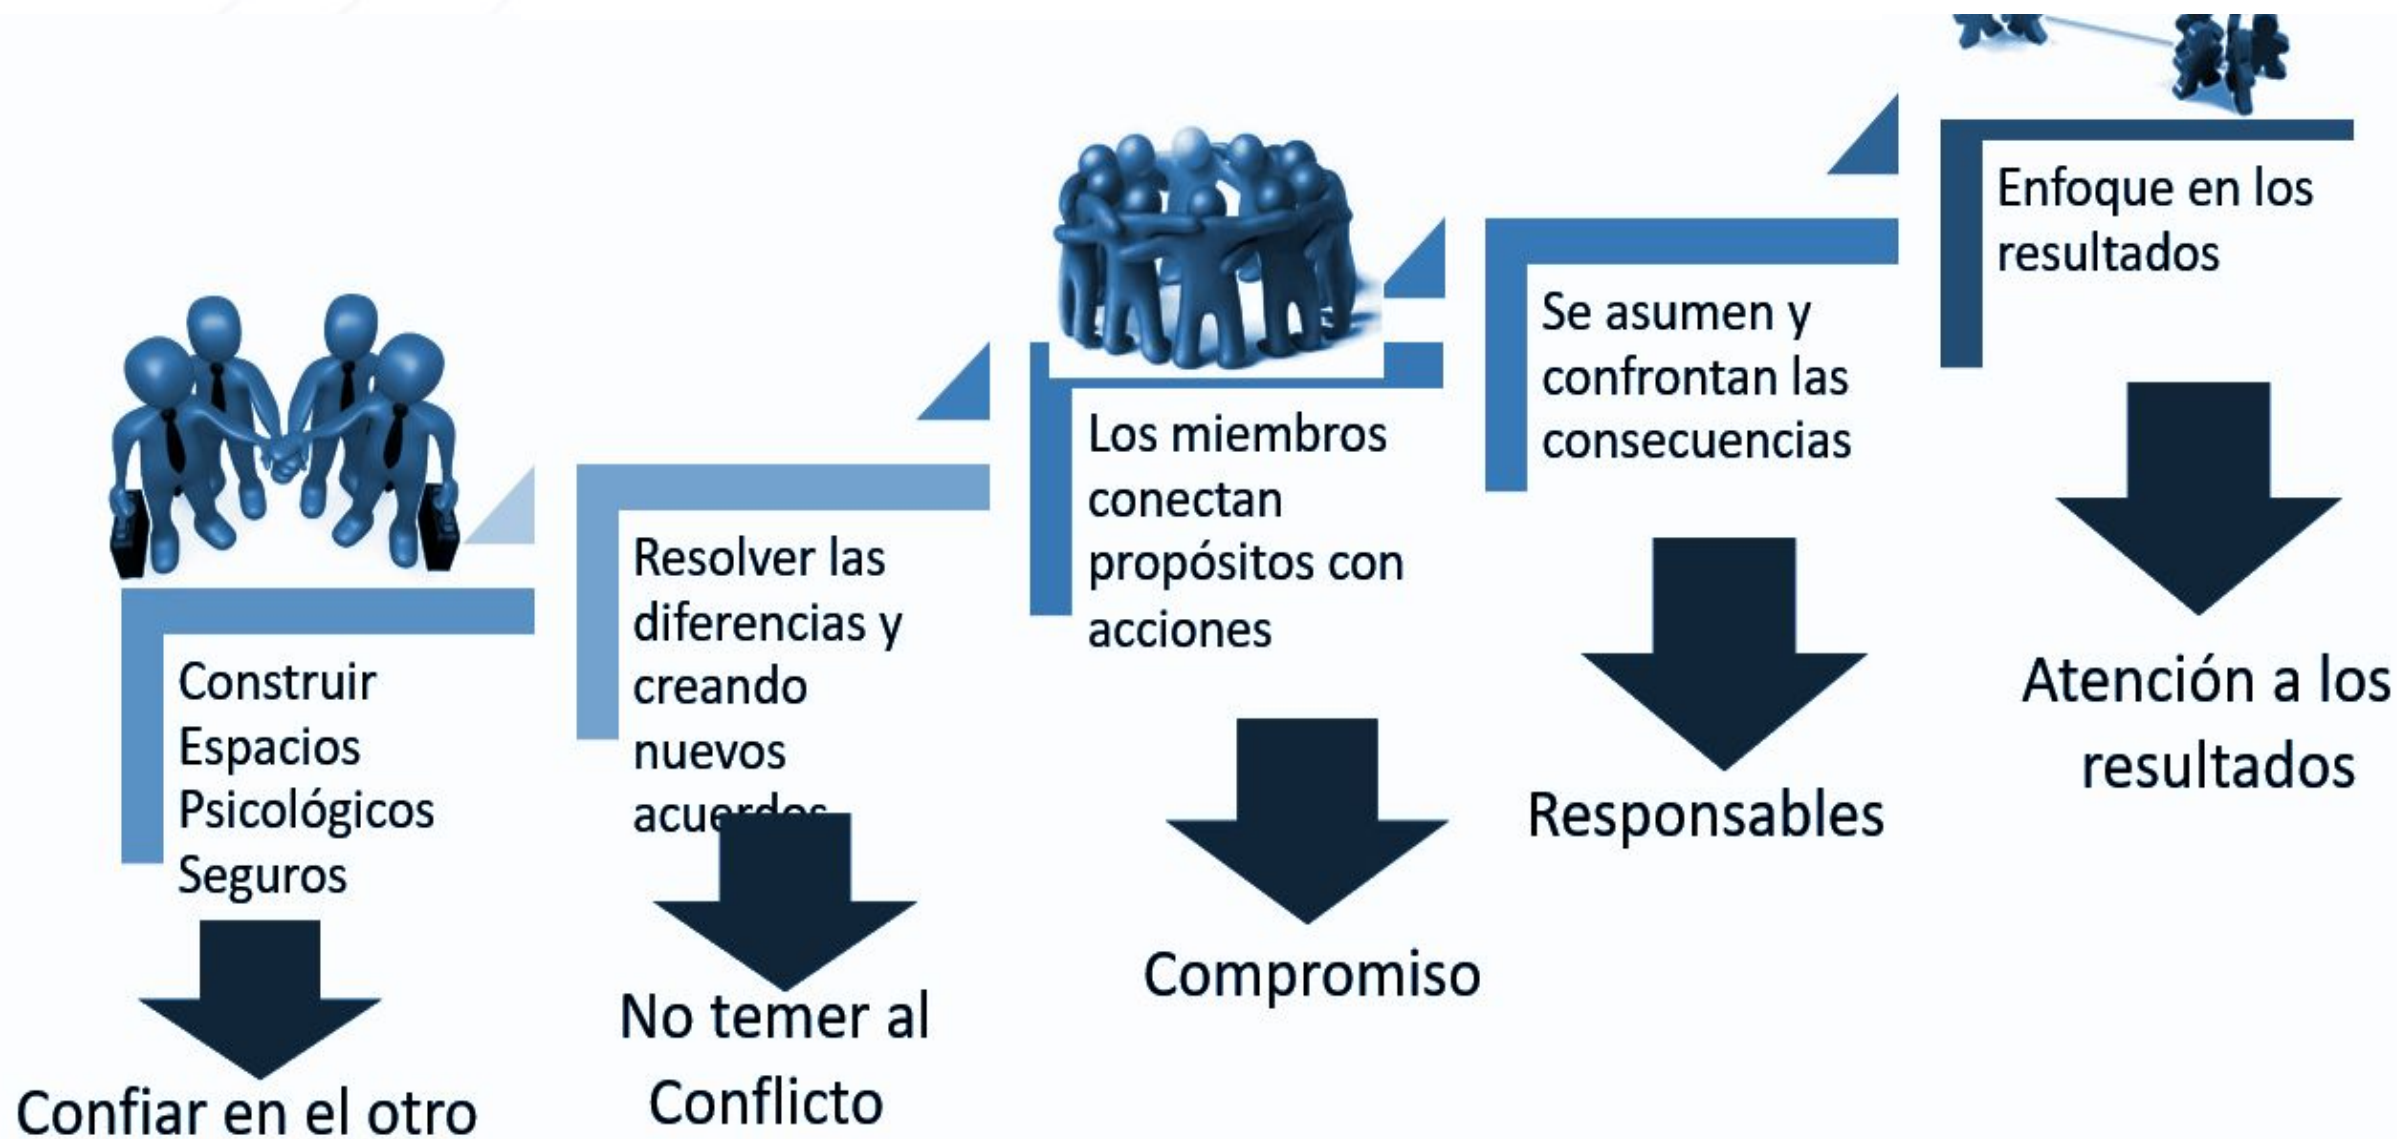 Construir
Espacios
Psicológicos
Seguros
Confiar en el otro
Resolver las
diferencias y
creando
nuevos
acuerdos
No temer al
Conflicto
Los miembros
conectan
propósitos con
acciones
Compromiso
Se asumen y
confrontan las
consecuencias
Responsables
Enfoque en los
resultados
Atención a los
resultados